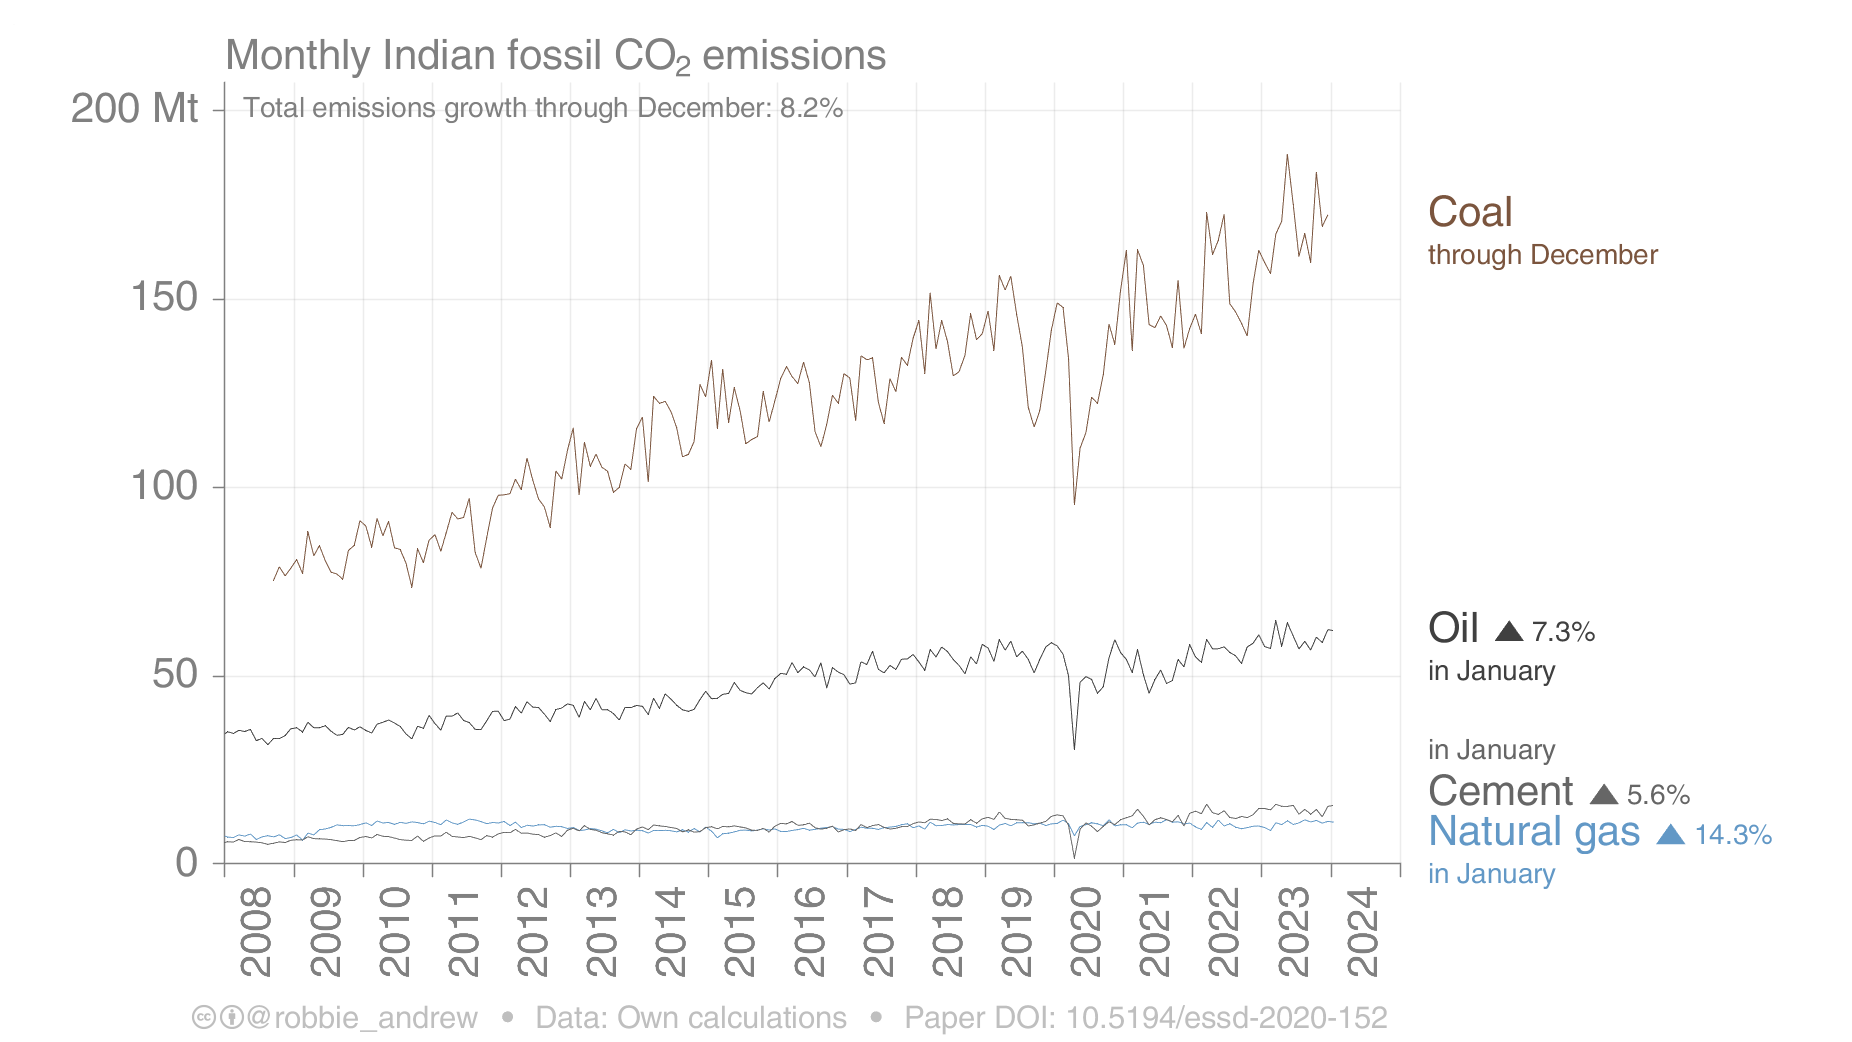 Monthly Indian fossil CO₂ emissions
Total emissions growth through December: 8.2%
200 Mt
150
100
50
0
2008
2009
2010
2011
2012
2013
2014
2015
2016
2017
2018
2019
2020
2021
2022
2023
2024
Coal
through December
Oil ▲ 7.3%
in January
in January
Cement ▲ 5.6%
Natural gas ▲ 14.3%
in January
@robbie_andrew • Data: Own calculations • Paper DOI: 10.5194/essd-2020-152